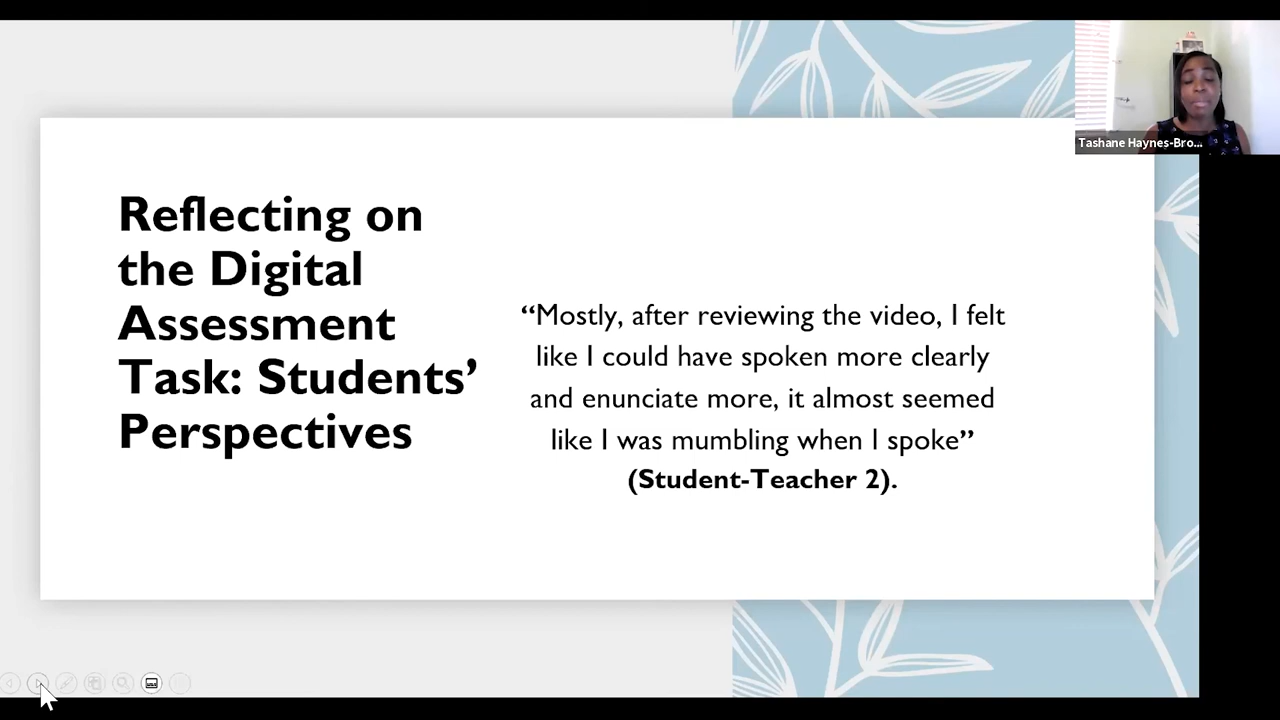 Reflecting on
the Digital
Assessment
Task: Students’
Perspectives
“Mostly, after reviewing the video, I felt
like I could have spoken more clearly
and enunciate more, it almost seemed
like I was mumbling when I spoke”
(Student-Teacher 2).
Tashane Haynes-Bro...